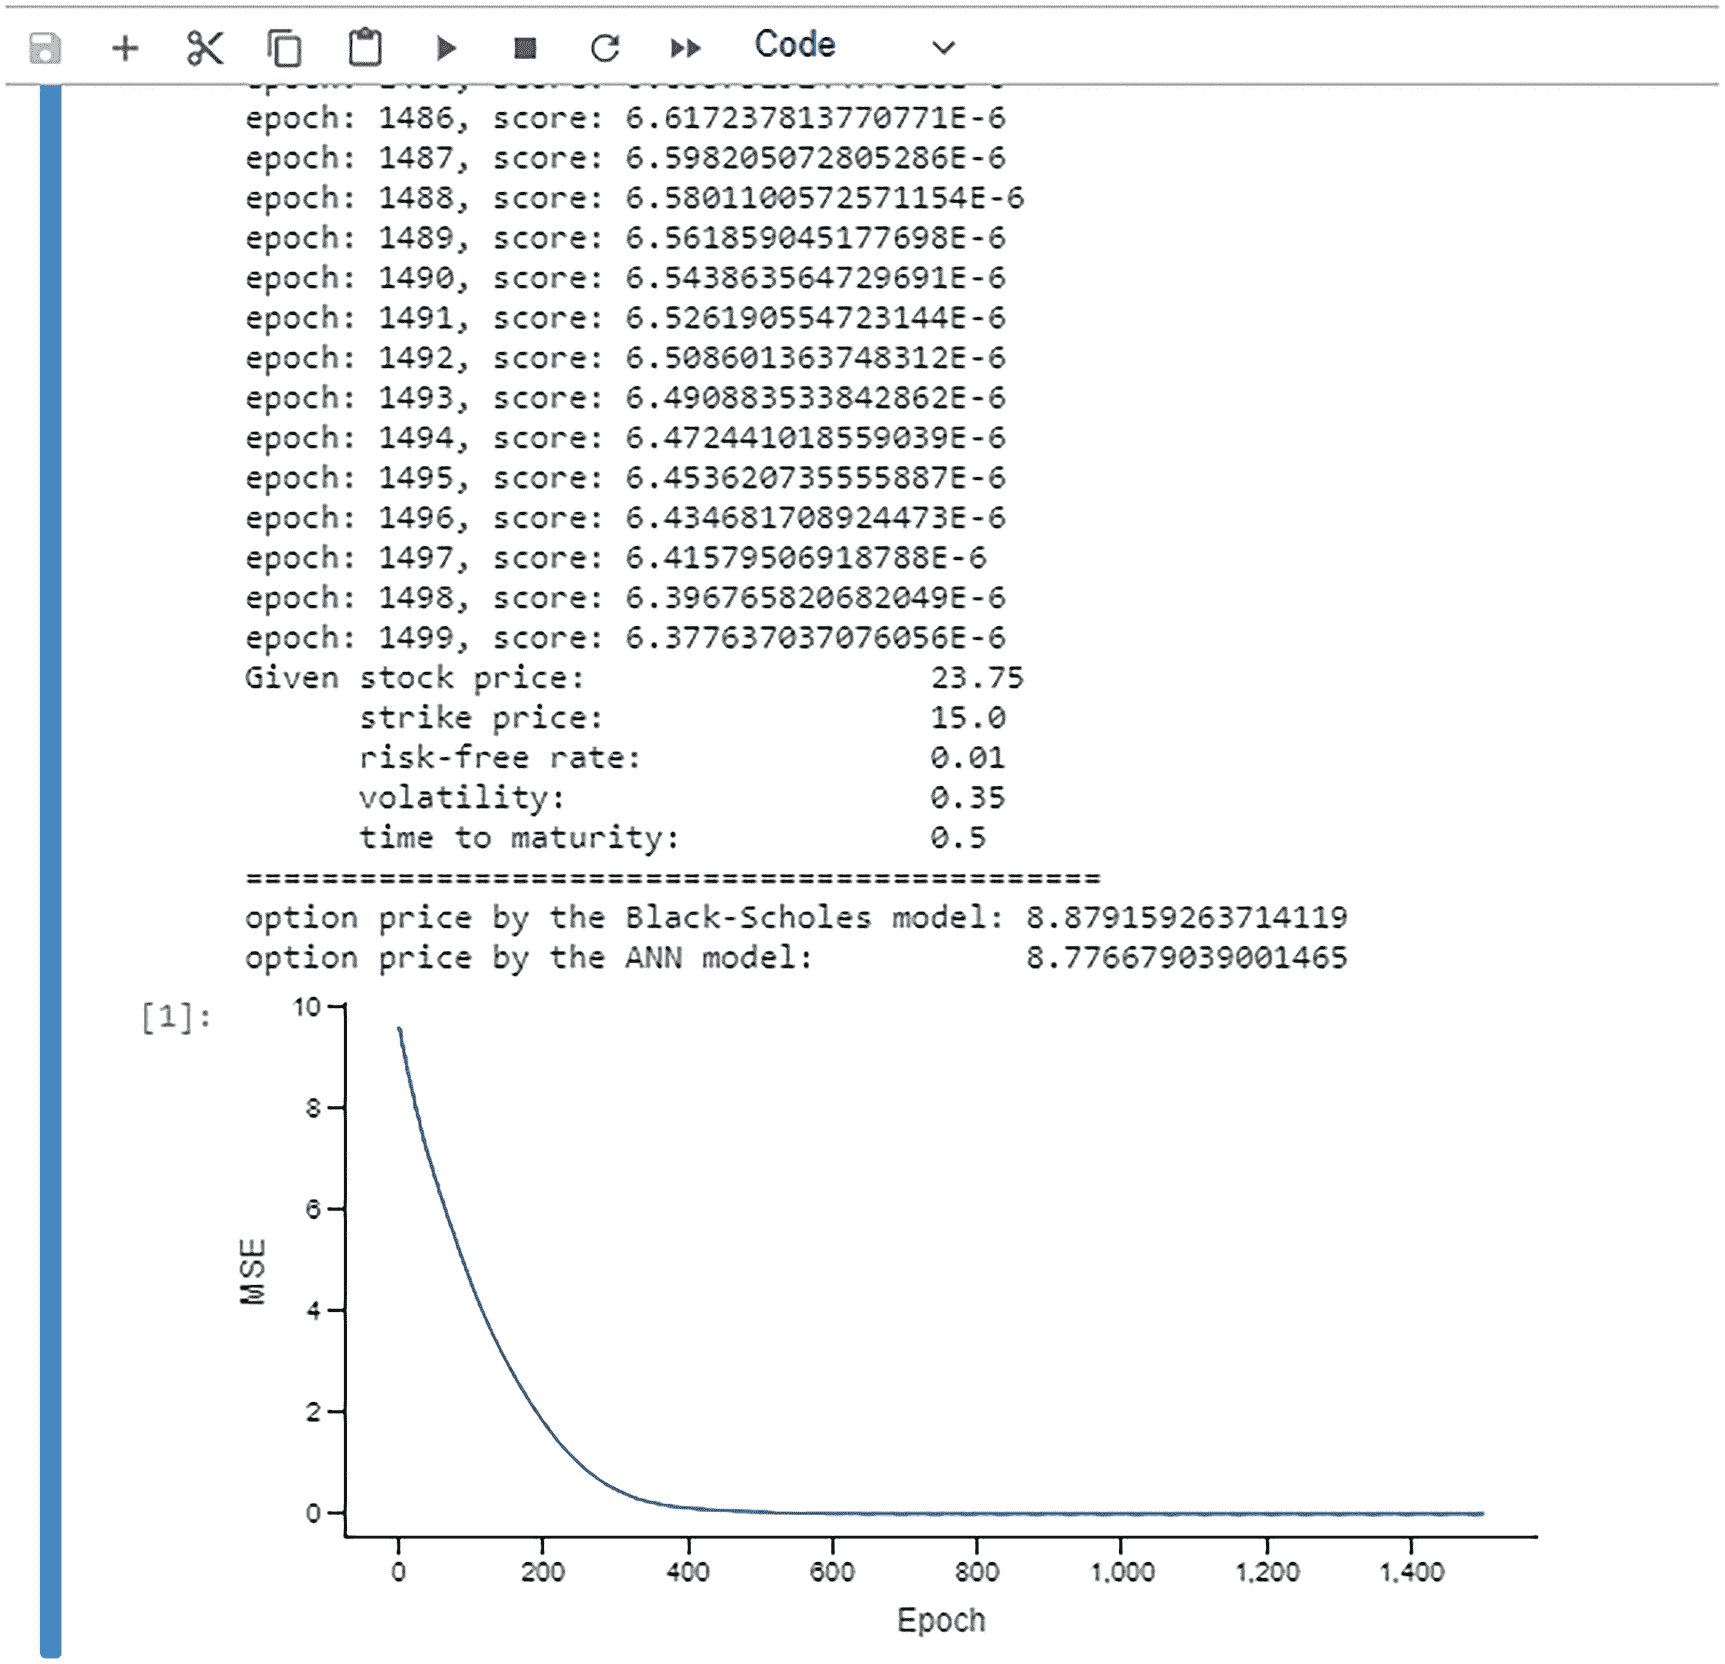 Code
epoch: 1486, score: 6.617237813770771E-6
epoch: 1487, score: 6.598205072805286E-6
epoch: 1488, score: 6.5801100572571154E-6
epoch: 1489, score: 6.561859045177698E-6
epoch: 1490, score: 6.543863564729691E-6
epoch: 1491, score: 6.526190554723144E-6
epoch: 1492, score: 6.508601363748312E-6
epoch: 1493, score: 6.490883533842862E-6
epoch: 1494, score: 6.472441018559039E-6
epoch: 1495, score: 6.453620735555887E-6
epoch: 1496, score: 6.434681708924473E-6
epoch: 1497, score: 6.41579506918788E-6
epoch: 1498, score: 6.396765820682049E-6
epoch: 1499, score: 6.377637037076056E-6
Given stock price: 23.75
strike price: 15.0
risk-free rate: 0.01
volatility: 0.35
time to maturity: 0.5
=============================================
option price by the Black-Scholes model: 8.879159263714119
option price by the ANN model: 8.776679039001465
[1]:
10
8
6
4
2
0
MSE
0 200 400 600 800 1,000 1,200 1,400
Epoch